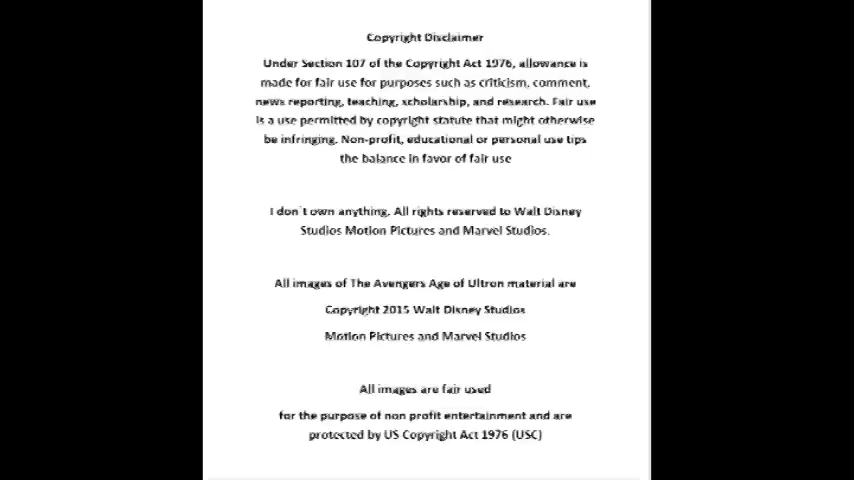 Copyright Disclaimer
Under Section 107 of the Copyright Act 1976, allowance is
made for fair use for purposes such as criticism, comment,
news reporting, teaching, scholarship, and research. Fair use
is a use permitted by copyright statute that might otherwise
be infringing. Non-profit, educational or personal use tips
the balance in favor of fair use
I don`t own anything. All rights reserved to Walt Disney
Studios Motion Pictures and Marvel Studios.
All images of The Avengers Age of Ultron material are
Copyright 2015 Walt Disney Studios
Motion Pictures and Marvel Studios
All images are fair used
for the purpose of non profit entertainment and are
protected by US Copyright Act 1976 (USC)